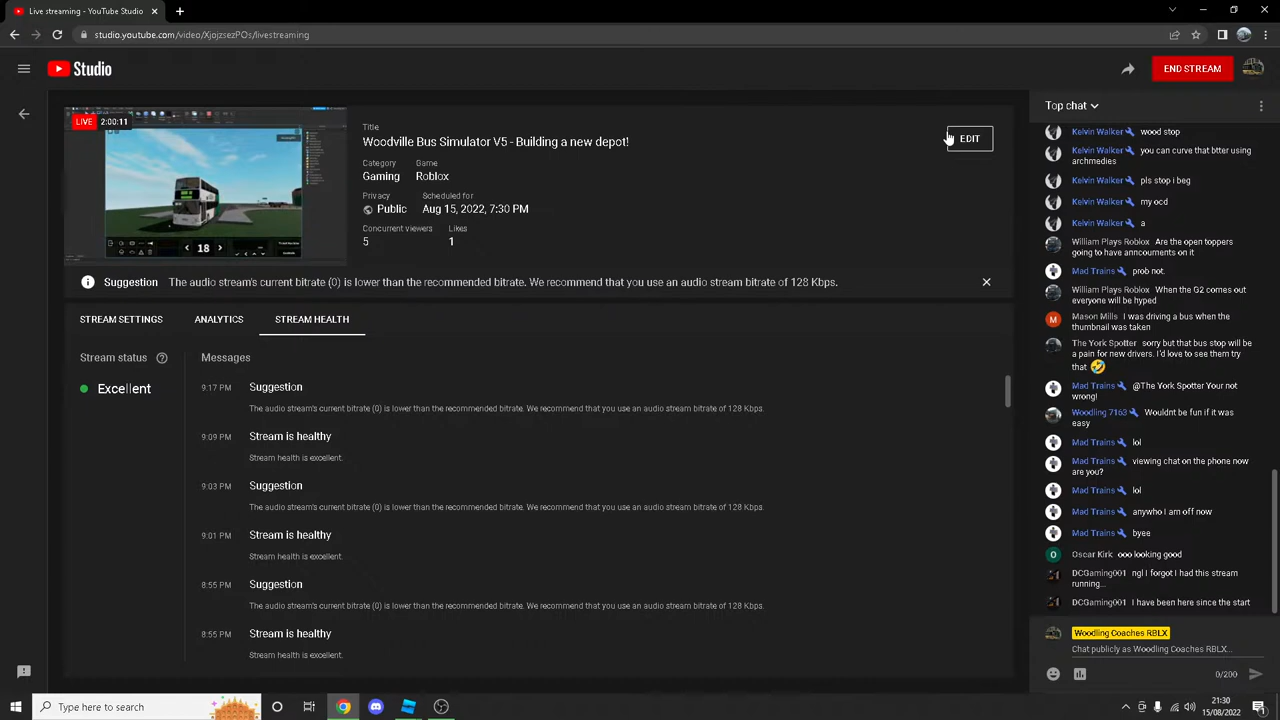 Live streaming - YouTube Studio
studio.youtube.com/video/XjojzsezPOs/livestreaming
Studio
END STREAM
LIVE 2:00:11
18
Title
Woodville Bus Simulater V5 - Building a new depot!
Category Game
Gaming Roblox
Privacy Scheduled for
Public Aug 15, 2022, 7:30 PM
Concurrent viewers Likes
5 1
EDIT
Suggestion The audio stream's current bitrate (0) is lower than the recommended bitrate. We recommend that you use an audio stream bitrate of 128 Kbps.
STREAM SETTINGS ANALYTICS STREAM HEALTH
Stream status
Excellent
Messages
9:17 PM Suggestion
The audio stream's current bitrate (0) is lower than the recommended bitrate. We recommend that you use an audio stream bitrate of 128 Kbps.
9:09 PM Stream is healthy
Stream health is excellent.
9:03 PM Suggestion
The audio stream's current bitrate (0) is lower than the recommended bitrate. We recommend that you use an audio stream bitrate of 128 Kbps.
9:01 PM Stream is healthy
Stream health is excellent.
8:55 PM Suggestion
The audio stream's current bitrate (0) is lower than the recommended bitrate. We recommend that you use an audio stream bitrate of 128 Kbps.
8:55 PM Stream is healthy
Stream health is excellent.
Top chat
Kelvin Walker wood stop
Kelvin Walker you can curve that btter using
archmedies
Kelvin Walker pls stop i beg
Kelvin Walker my ocd
Kelvin Walker a
William Plays Roblox Are the open toppers
going to have anncouments on it
Mad Trains prob not.
William Plays Roblox When the G2 comes out
everyone will be hyped
Mason Mills I was driving a bus when the
thumbnail was taken
The York Spotter sorry but that bus stop will be
a pain for new drivers. I'd love to see them try
that 🤣
Mad Trains @The York Spotter Your not
wrong!
Woodling 7163 Wouldnt be fun if it was
easy
Mad Trains lol
Mad Trains viewing chat on the phone now
are you?
Mad Trains lol
Mad Trains anywho I am off now
Mad Trains byee
Oscar Kirk ooo looking good
DCGaming001 ngl I forgot I had this stream
running...
DCGaming001 I have been here since the start
Woodling Coaches RBLX
Chat publicly as Woodling Coaches RBLX...
0/200
Type here to search
21:30
15/08/2022